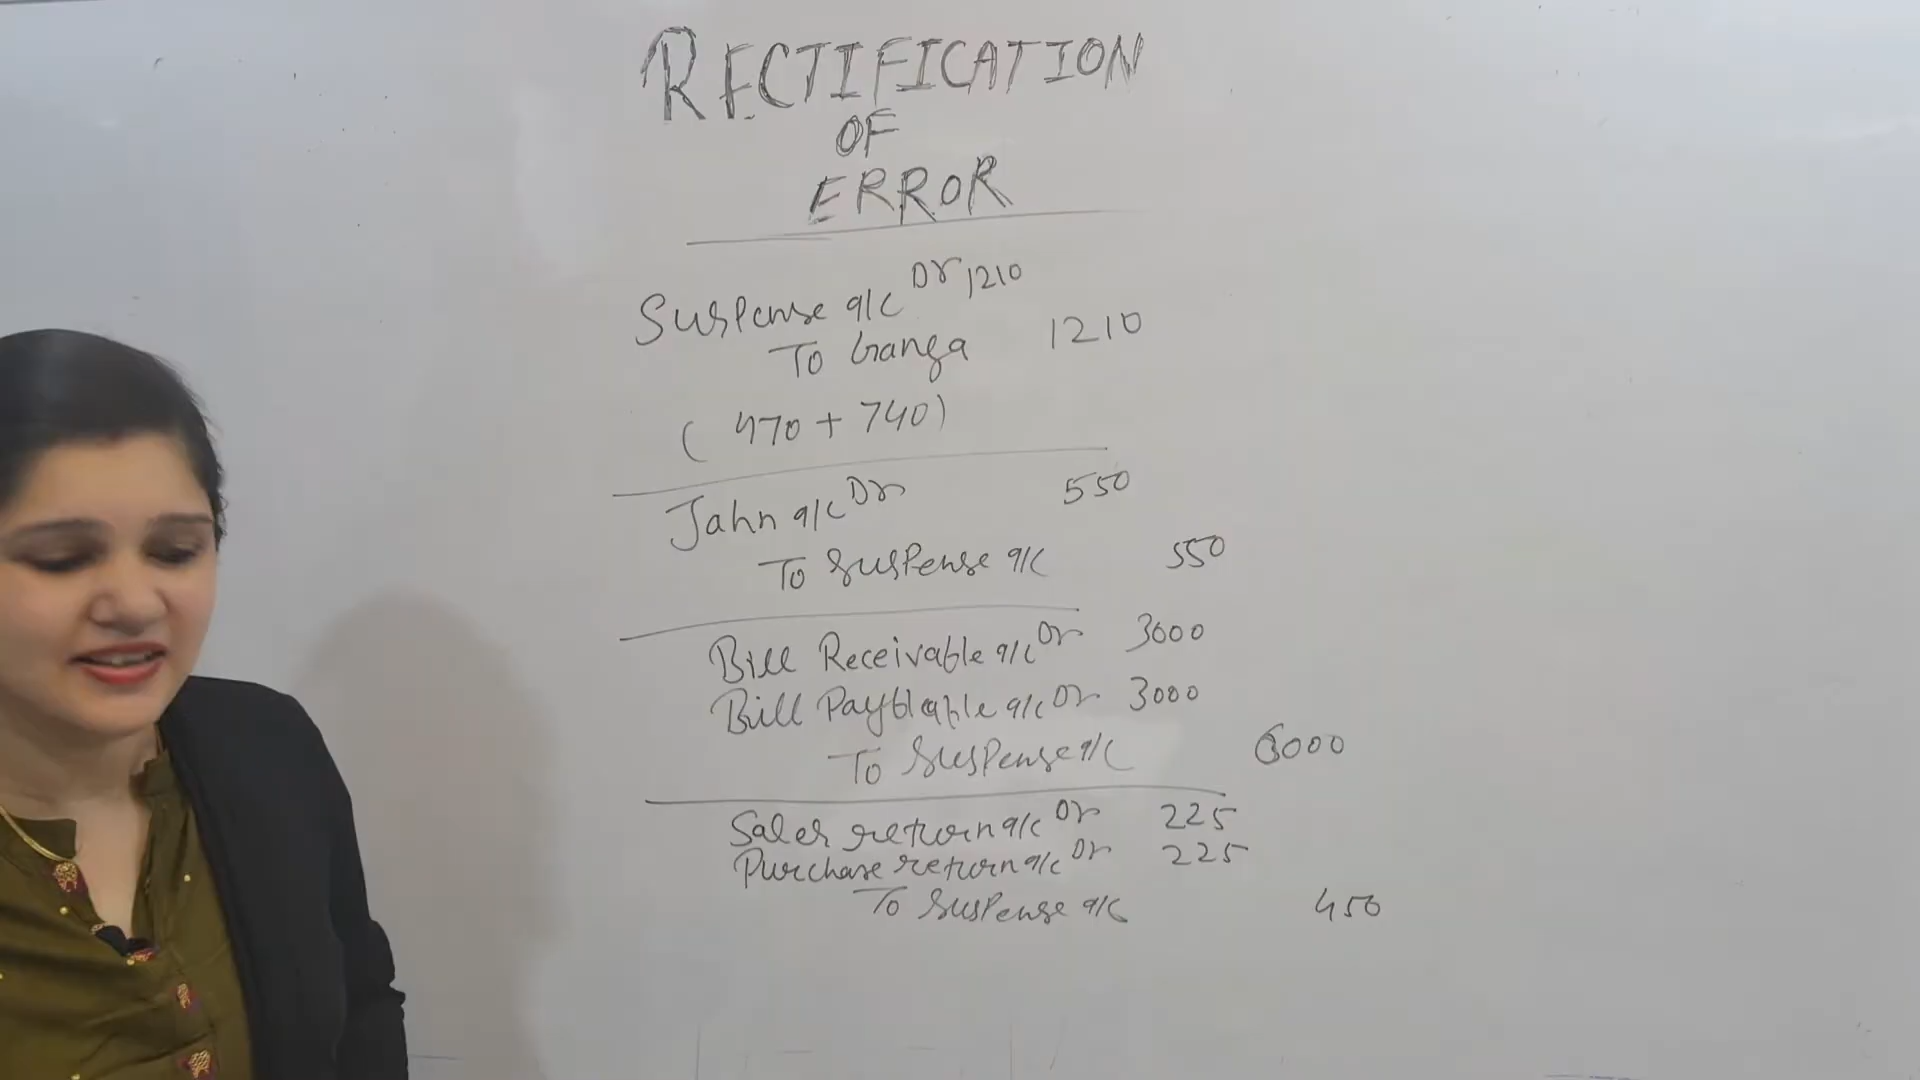 RECTIFICATION
OF
ERROR
Suspense a/c Dr 1210
To Ganga 1210
( 470 + 740)
Jahn a/c Dr 550
To Suspense a/c 550
Bill Receivable a/c Dr 3000
Bill Payblable a/c Dr 3000
To Suspense a/c 6000
Sales return a/c Dr 225
Purchase return a/c Dr 225
To Suspense a/c 450